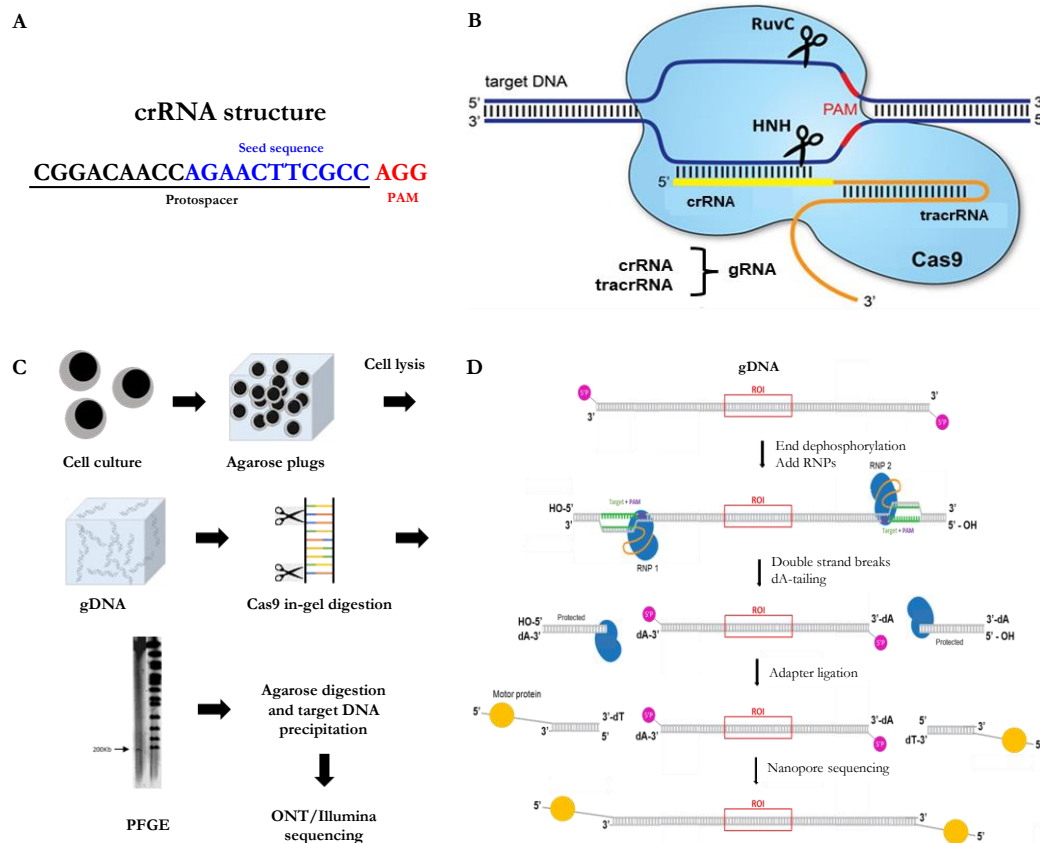 A
crRNA structure
Seed sequence
CGGACAACCAGAACTTCGCC AGG
Protospacer
PAM
B
RuvC
target DNA
5'
3'
3'
5'
PAM
HNH
5'
crRNA
tracrRNA
Cas9
crRNA
tracrRNA
gRNA
3'
C
Cell lysis
Cell culture
Agarose plugs
gDNA
Cas9 in-gel digestion
200Kb
PFGE
Agarose digestion
and target DNA
precipitation
ONT/Illumina
sequencing
D
gDNA
ROI
5'P
3'
3'
5'P
End dephosphorylation
Add RNPs
RNP 2
Target + PAM
ROI
HO-5'
3'
3'
5' - OH
Target + PAM
RNP 1
Double strand breaks
dA-tailing
HO-5'
dA-3'
Protected
5'P
dA-3'
ROI
3'-dA
5'P
3'-dA
5' - OH
Protected
Adapter ligation
Motor protein
5'
3'
3'-dT
5'
5'P
dA-3'
ROI
3'-dA
5'P
5'
dT-3'
3'
5'
Nanopore sequencing
5'
3'
ROI
3'
5'